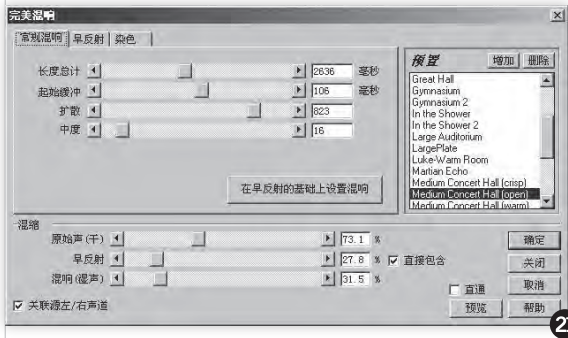 完美混响
常规混响 早反射 染色
长度总计 2636 毫秒
起始缓冲 106 毫秒
扩散 823
中度 16
在早反射的基础上设置混响
预置 增加 删除
Great Hall
Gymnasium
Gymnasium 2
In the Shower
In the Shower 2
Large Auditorium
LargePlate
Luke-Warm Room
Martian Echo
Medium Concert Hall (crisp)
Medium Concert Hall (open)
Medium Concert Hall (warm)
混缩
原始声(干) 73.1 %
早反射 27.8 % 直接包含
混响(湿声) 31.5 %
关联源左/右声道
直通
预览
确定
关闭
取消
帮助